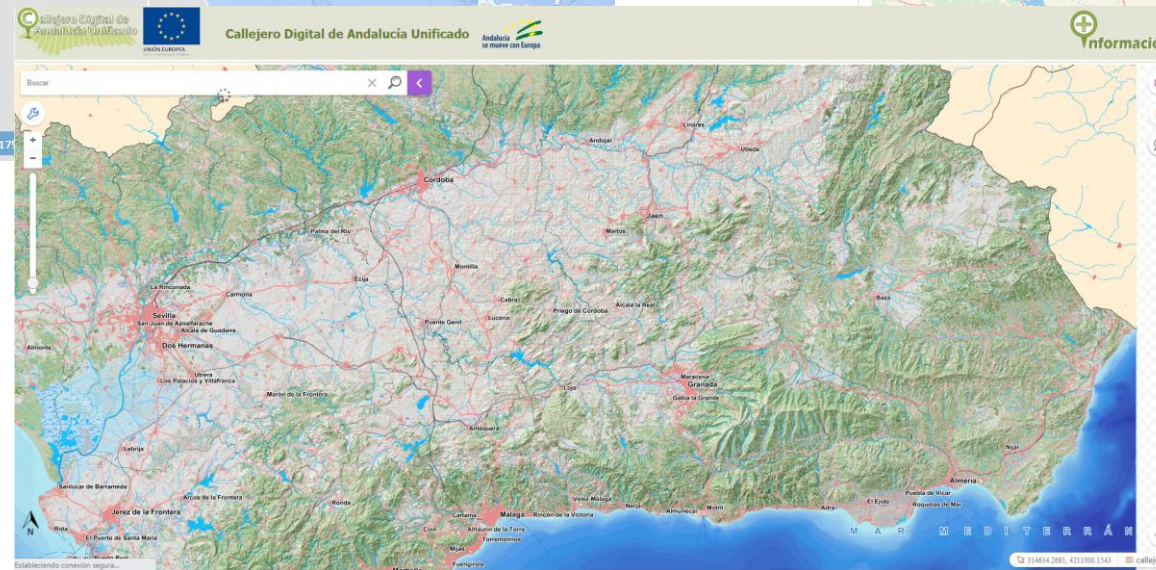 Callejero Digital de
Andalucía Unificado
UNIÓN EUROPEA
Callejero Digital de Andalucía Unificado
Andalucía
se mueve con Europa
Informació
Buscar
+
-
Linares
Andujar
Ubeda
Cordoba
Jaen
Palma del Rio
Martos
Montilla
La Rinconada
Ecija
Carmona
Baza
Cabra
Alcala la Real
Priego de Cordoba
Sevilla
San Juan de Aznalfarache
Alcala de Guadaira
Puente Genil
Lucena
Almonte
Dos Hermanas
Utrera
Los Palacios y Villafranca
Maracena
Granada
Loja
Moron de la Frontera
Gabia la Grande
Antequera
Lebrija
Nijar
Almeria
Sanlucar de Barrameda
Arcos de la Frontera
Ronda
Velez-Malaga
Nerja
Almuñecar
Motril
Adra
El Ejido
Puebla de Vicar
Roquetas de Mar
Jerez de la Frontera
Cartama
Malaga
Rincon de la Victoria
N
Rota
El Puerto de Santa Maria
Coin
Alhaurin de la Torre
Torremolinos
Mijas
Fuengirola
MAR MEDITERRÁN
Estableciendo conexión segura...
314634.2681, 4211000.1543
callej